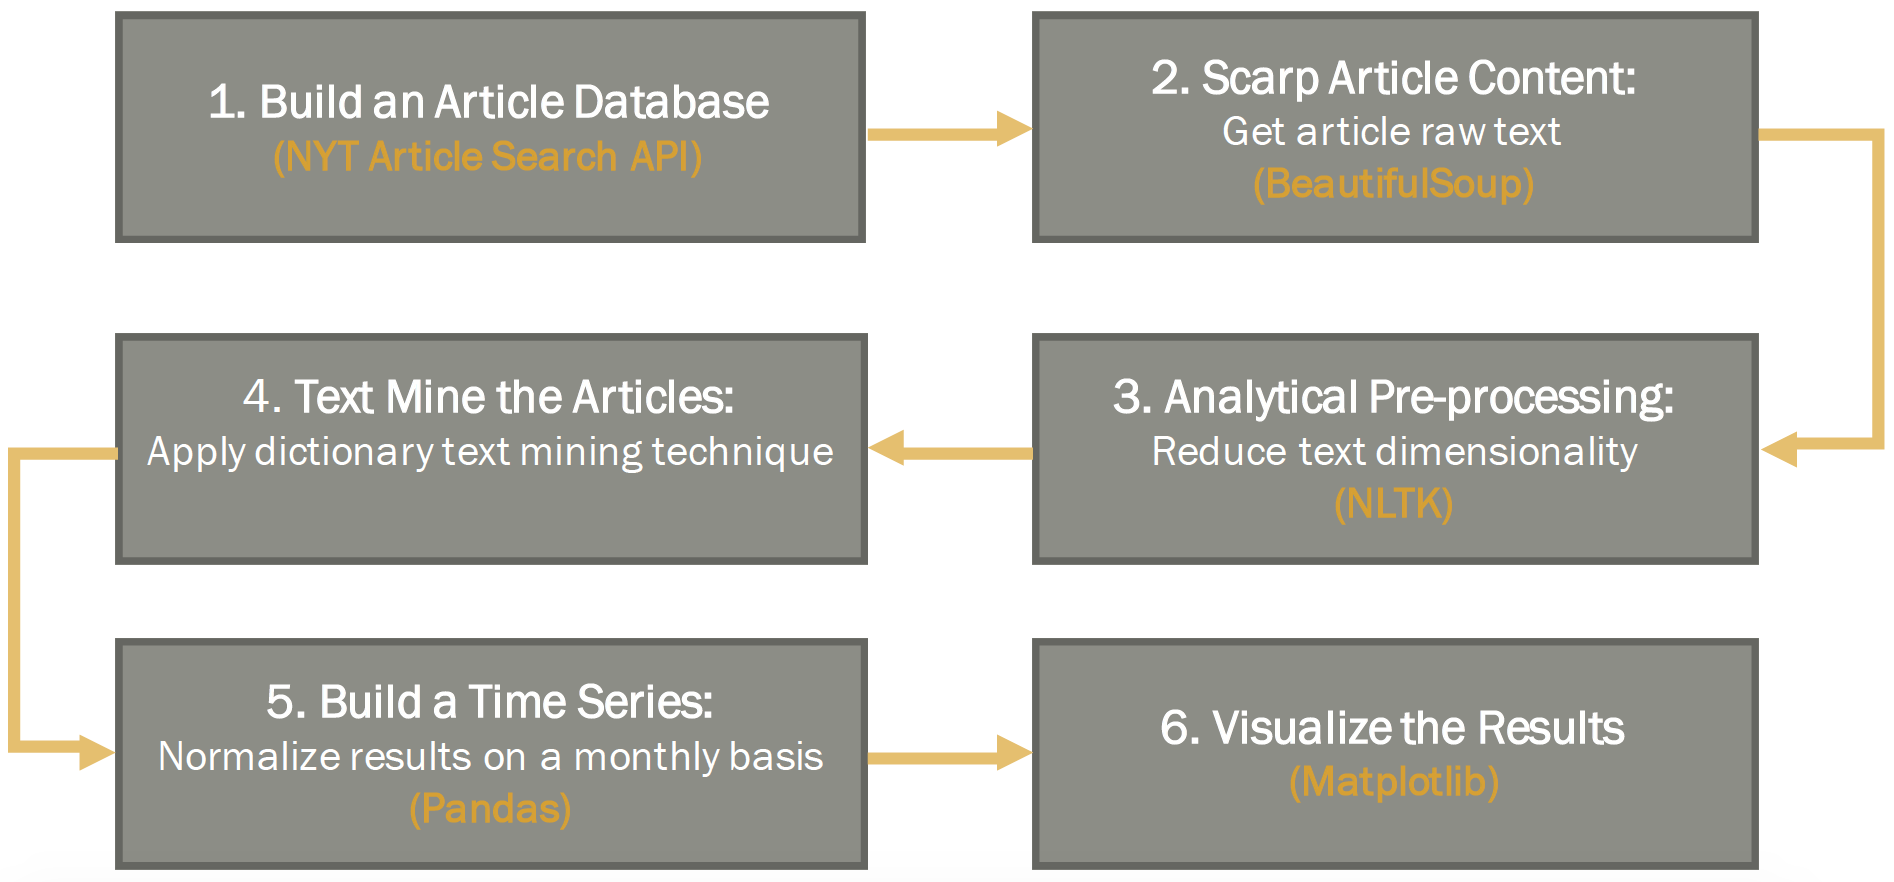 1. Build an Article Database
(NYT Article Search API)
2. Scarp Article Content:
Get article raw text
(BeautifulSoup)
3. Analytical Pre-processing:
Reduce text dimensionality
(NLTK)
4. Text Mine the Articles:
Apply dictionary text mining technique
5. Build a Time Series:
Normalize results on a monthly basis
(Pandas)
6. Visualize the Results
(Matplotlib)